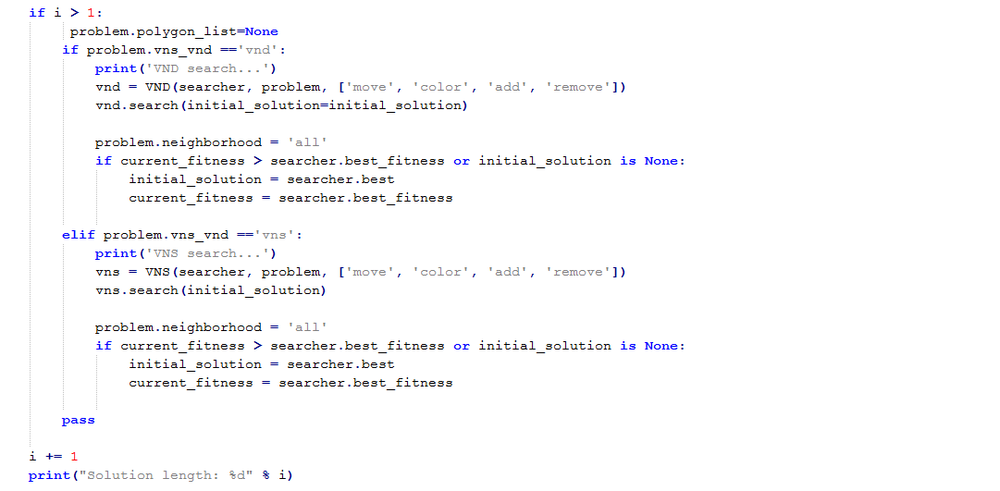 if i > 1:
     problem.polygon_list=None
    if problem.vns_vnd =='vnd':
        print('VND search...')
        vnd = VND(searcher, problem, ['move', 'color', 'add', 'remove'])
        vnd.search(initial_solution=initial_solution)

        problem.neighborhood = 'all'
        if current_fitness > searcher.best_fitness or initial_solution is None:
            initial_solution = searcher.best
            current_fitness = searcher.best_fitness

    elif problem.vns_vnd =='vns':
        print('VNS search...')
        vns = VNS(searcher, problem, ['move', 'color', 'add', 'remove'])
        vns.search(initial_solution)

        problem.neighborhood = 'all'
        if current_fitness > searcher.best_fitness or initial_solution is None:
            initial_solution = searcher.best
            current_fitness = searcher.best_fitness

    pass

i += 1
print("Solution length: %d" % i)